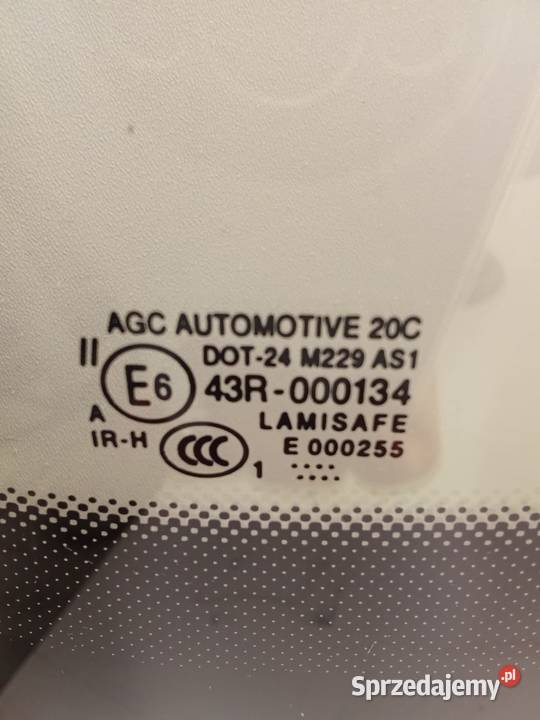 AGC AUTOMOTIVE 20C
II DOT-24 M229 AS1
E6 43R-000134
A LAMISAFE
IR-H CCC E 000255
1
Sprzedajemy.pl